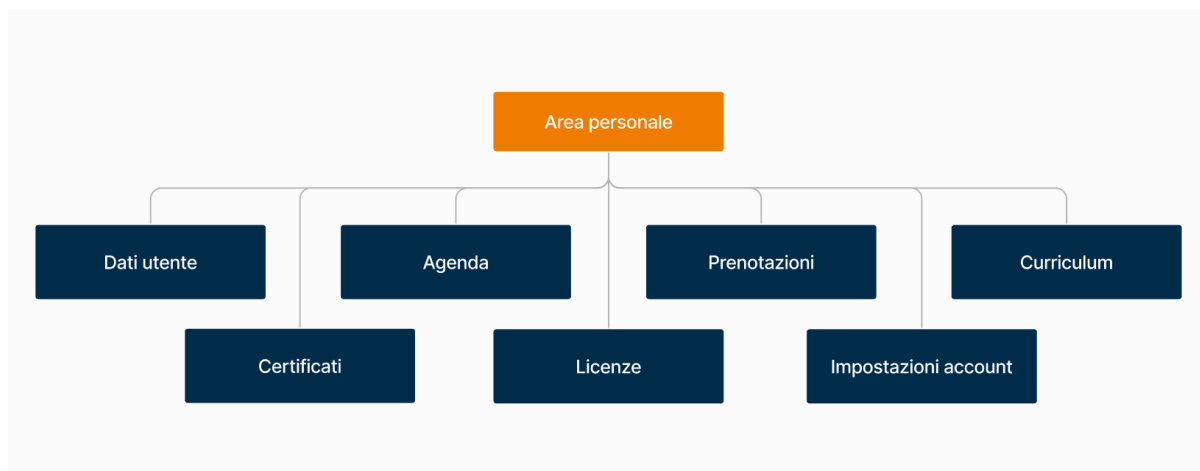 Area personale
Dati utente
Agenda
Prenotazioni
Curriculum
Certificati
Licenze
Impostazioni account